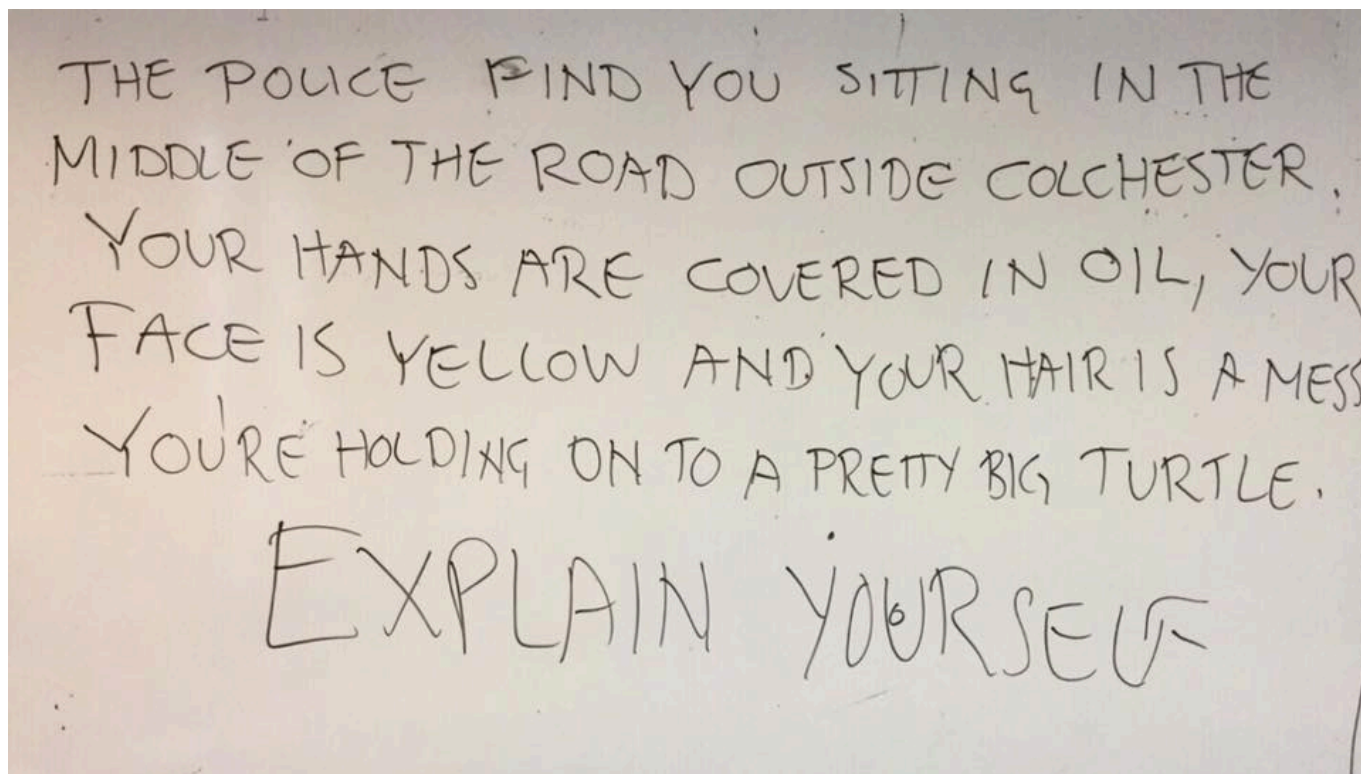 THE POLICE FIND YOU SITTING IN THE
MIDDLE OF THE ROAD OUTSIDE COLCHESTER.
YOUR HANDS ARE COVERED IN OIL, YOUR
FACE IS YELLOW AND YOUR HAIR IS A MESS
YOU'RE HOLDING ON TO A PRETTY BIG TURTLE.
EXPLAIN YOURSELF